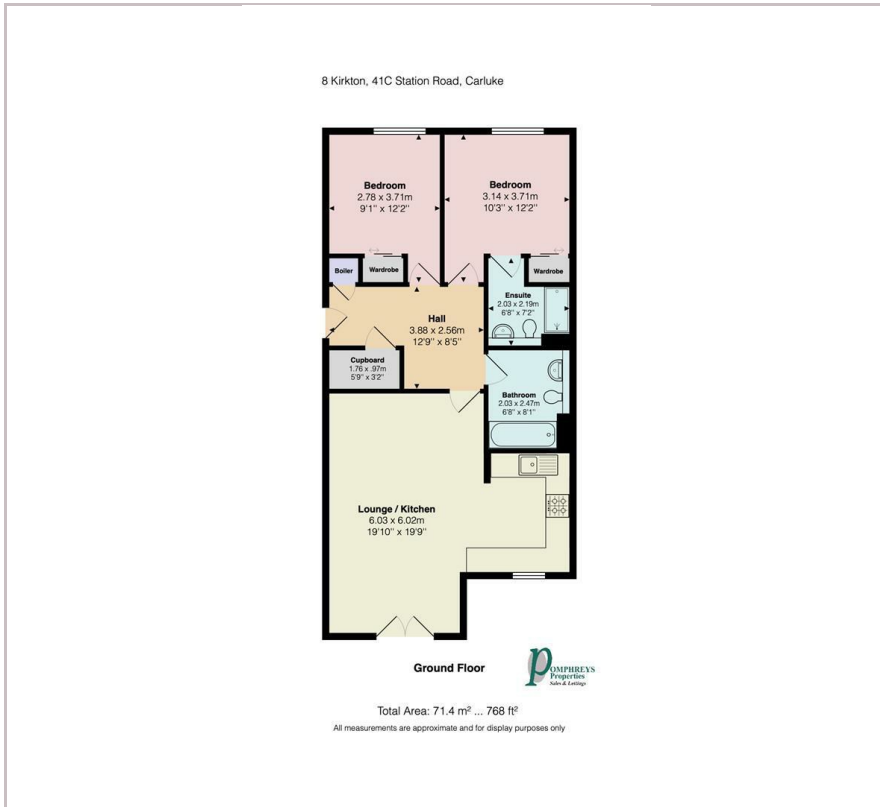 8 Kirkton, 41C Station Road, Carluke
Bedroom
2.78 x 3.71m
9'1'' x 12'2''
Bedroom
3.14 x 3.71m
10'3'' x 12'2''
Boiler
Wardrobe
Wardrobe
Ensuite
2.03 x 2.19m
6'8'' x 7'2''
Hall
3.88 x 2.56m
12'9'' x 8'5''
Cupboard
1.76 x .97m
5'9'' x 3'2''
Bathroom
2.03 x 2.47m
6'8'' x 8'1''
Lounge / Kitchen
6.03 x 6.02m
19'10'' x 19'9''
Ground Floor
POMPHREYS
Properties
Sales & Lettings
Total Area: 71.4 m² ... 768 ft²
All measurements are approximate and for display purposes only